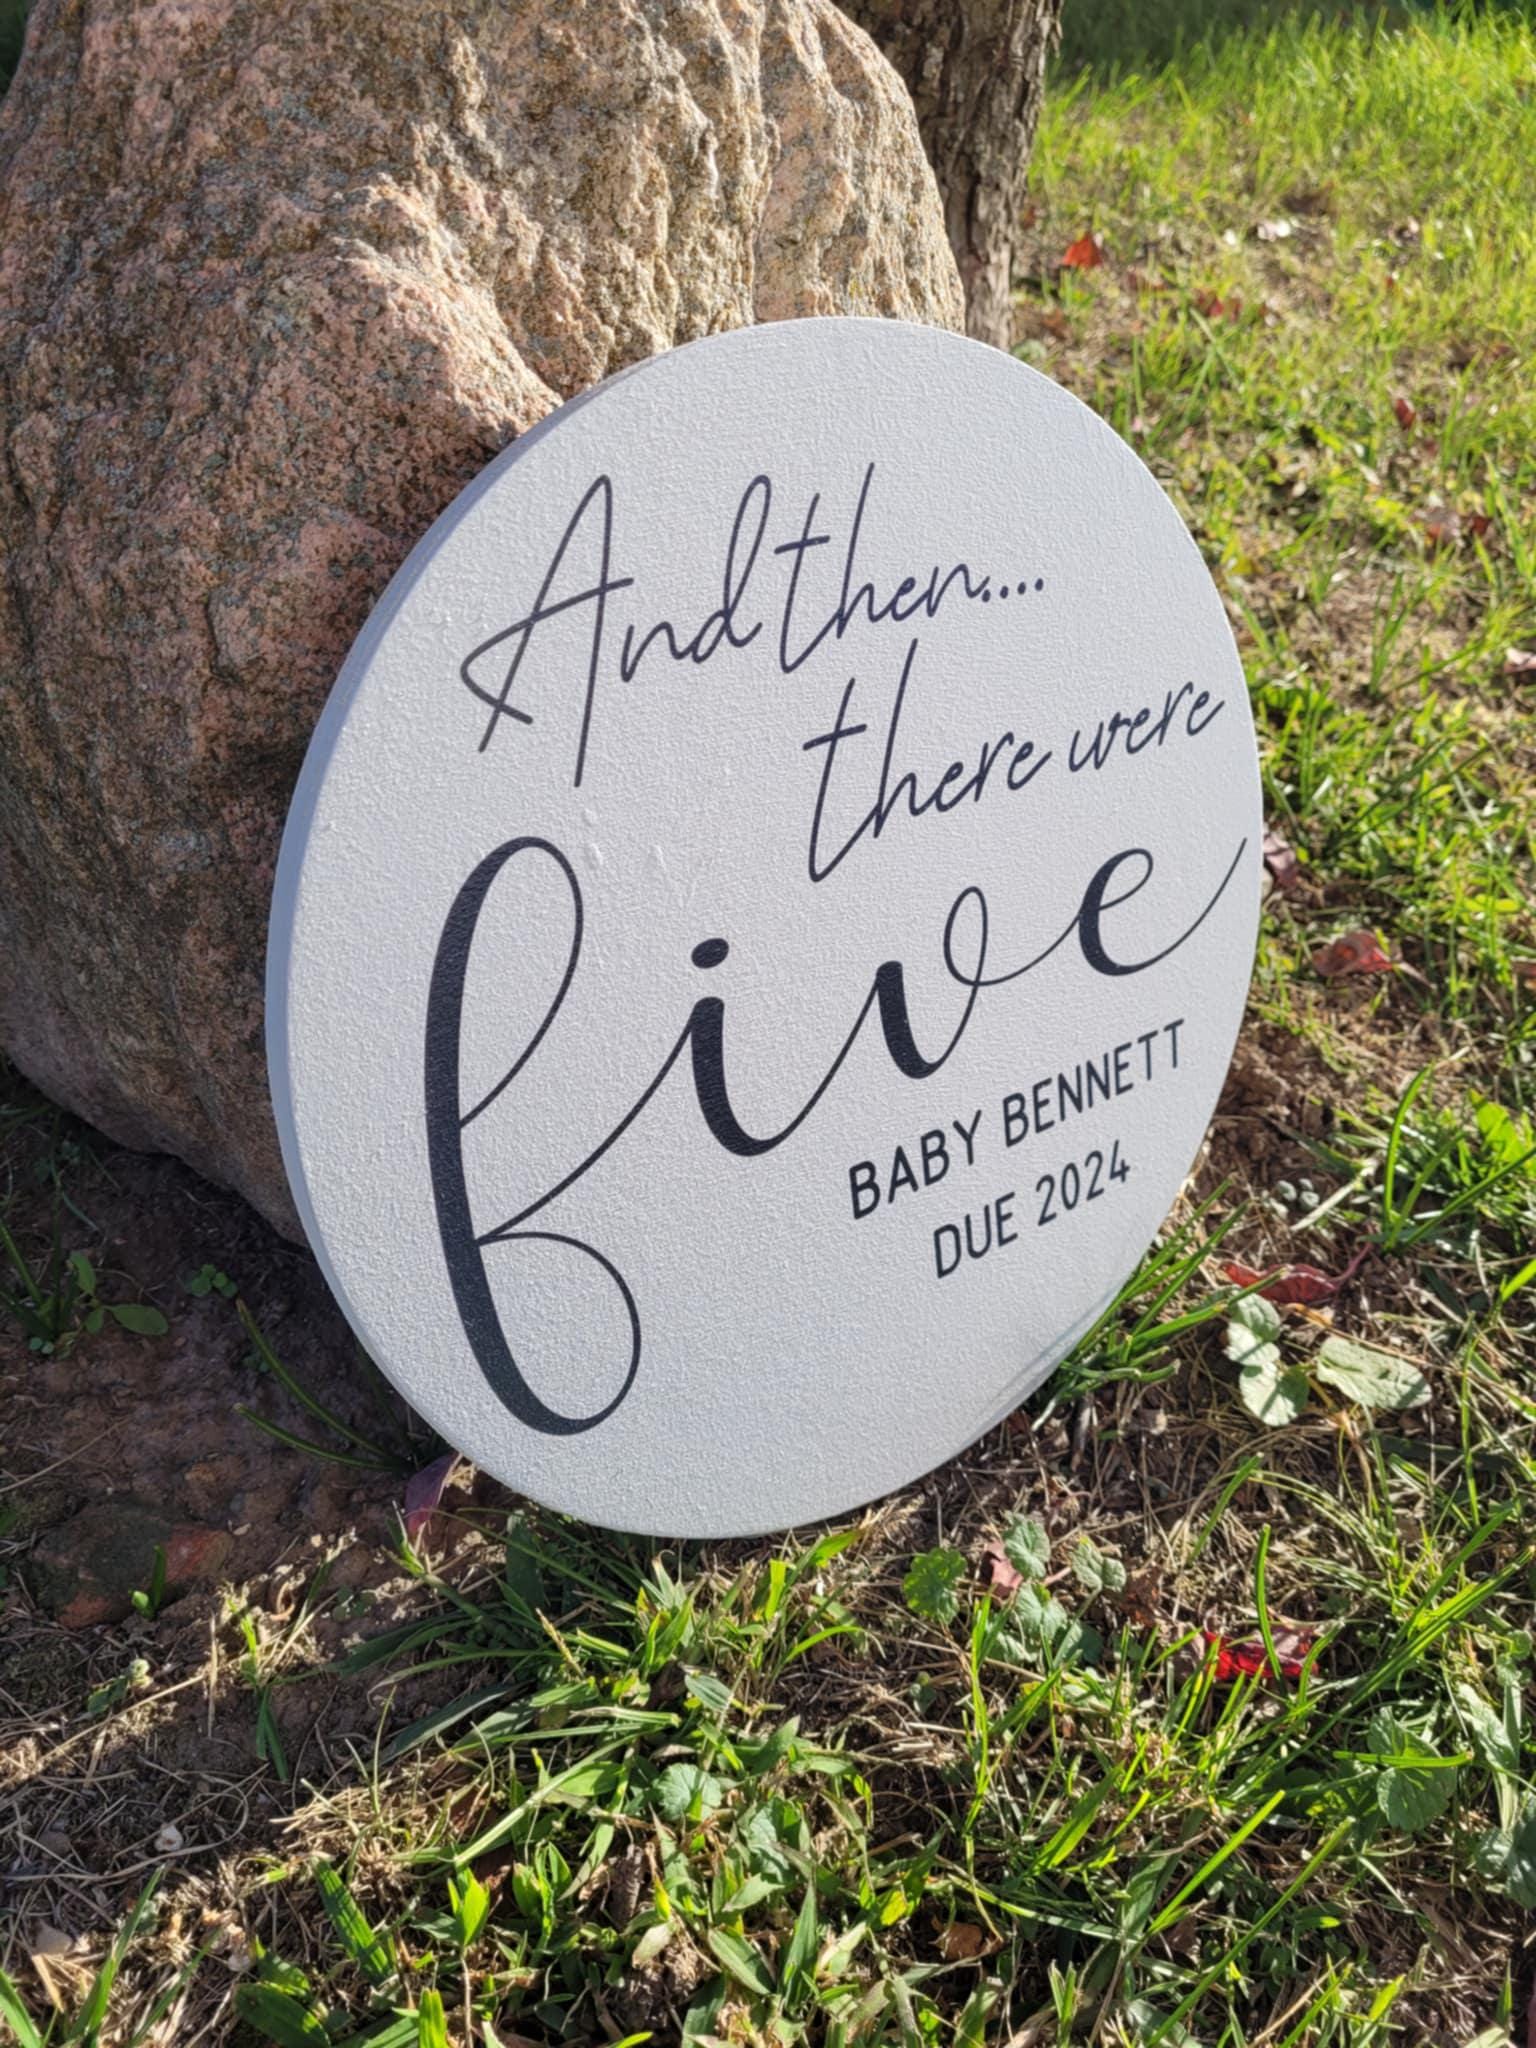 And then....
there were
five
BABY BENNETT
DUE 2024